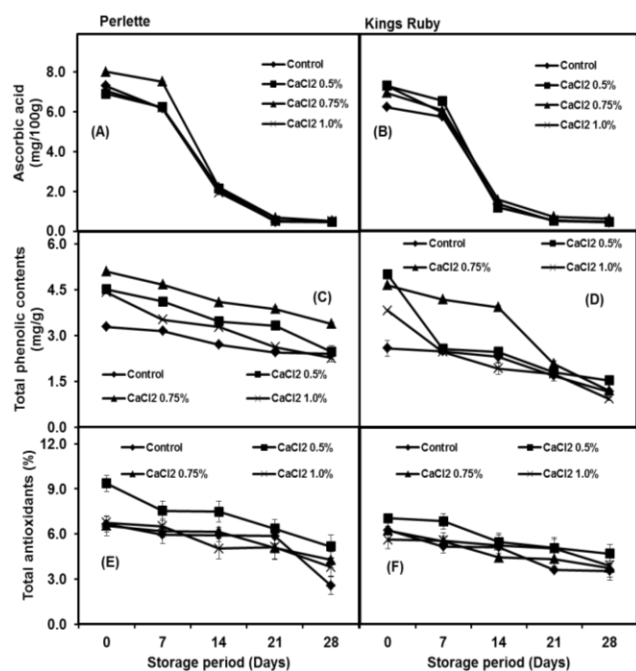 Perlette
Kings Ruby
Ascorbic acid
(mg/100g)
8.0
6.0
4.0
2.0
0.0
(A)
Control
CaCl2 0.5%
CaCl2 0.75%
CaCl2 1.0%
(B)
Control
CaCl2 0.5%
CaCl2 0.75%
CaCl2 1.0%
Total phenolic contents
(mg/g)
6.0
4.5
3.0
1.5
0.0
(C)
Control
CaCl2 0.5%
CaCl2 0.75%
CaCl2 1.0%
(D)
Control
CaCl2 0.5%
CaCl2 0.75%
CaCl2 1.0%
Total antioxidants (%)
12.0
9.0
6.0
3.0
0.0
(E)
Control
CaCl2 0.5%
CaCl2 0.75%
CaCl2 1.0%
(F)
Control
CaCl2 0.5%
CaCl2 0.75%
CaCl2 1.0%
0 7 14 21 28
0 7 14 21 28
Storage period (Days)
Storage period (Days)